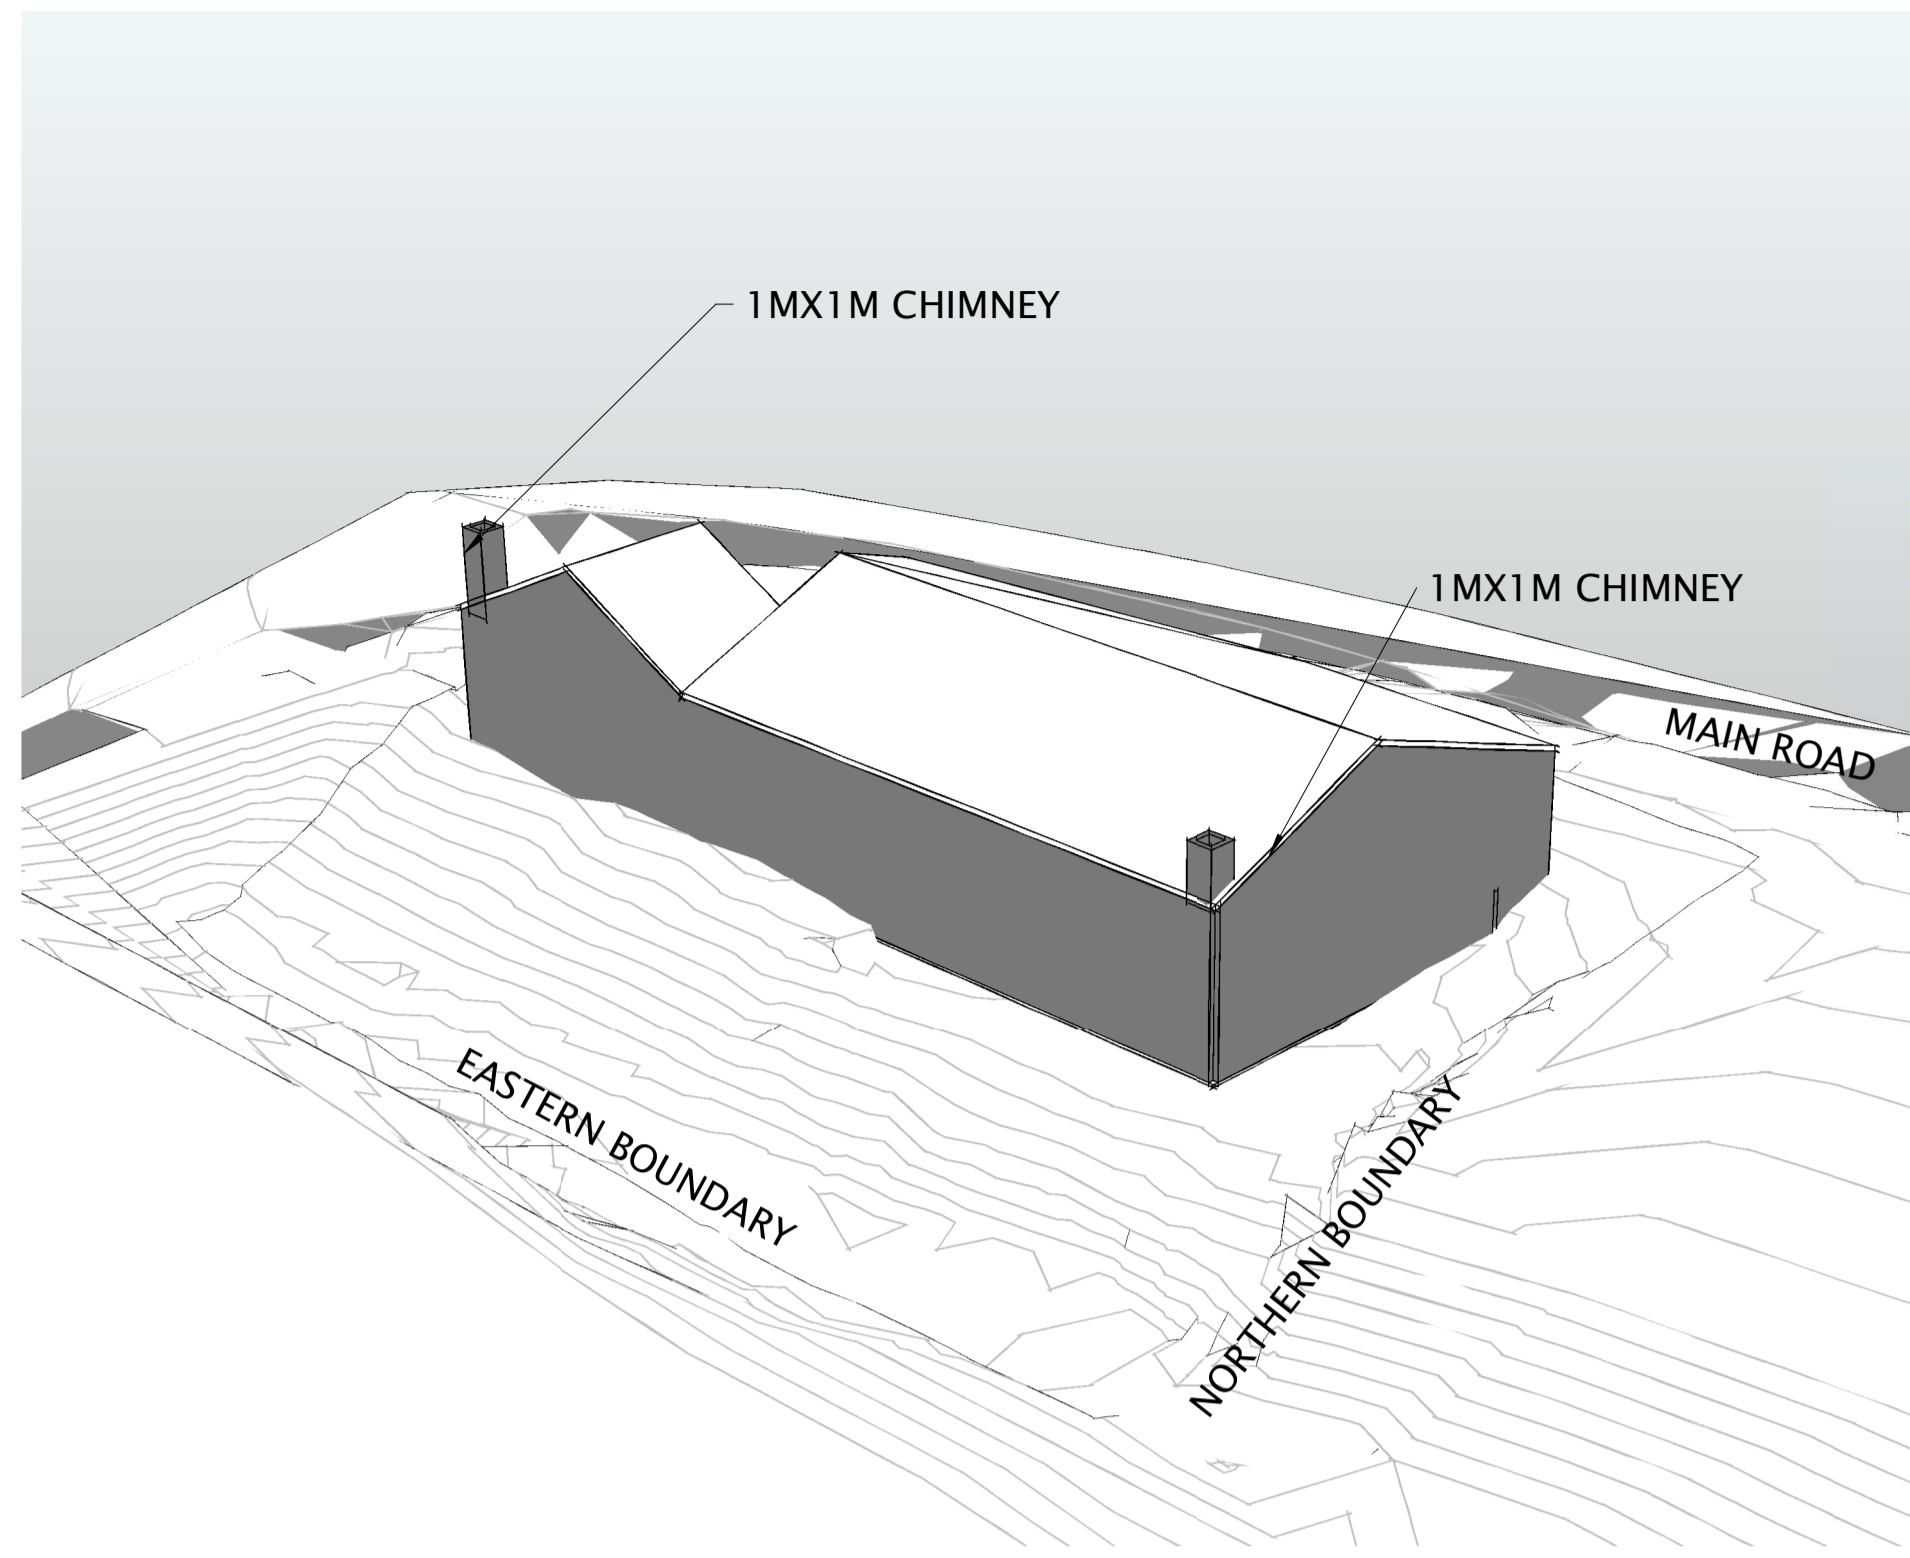 1MX1M CHIMNEY
1MX1M CHIMNEY
MAIN ROAD
EASTERN BOUNDARY
NORTHERN BOUNDARY